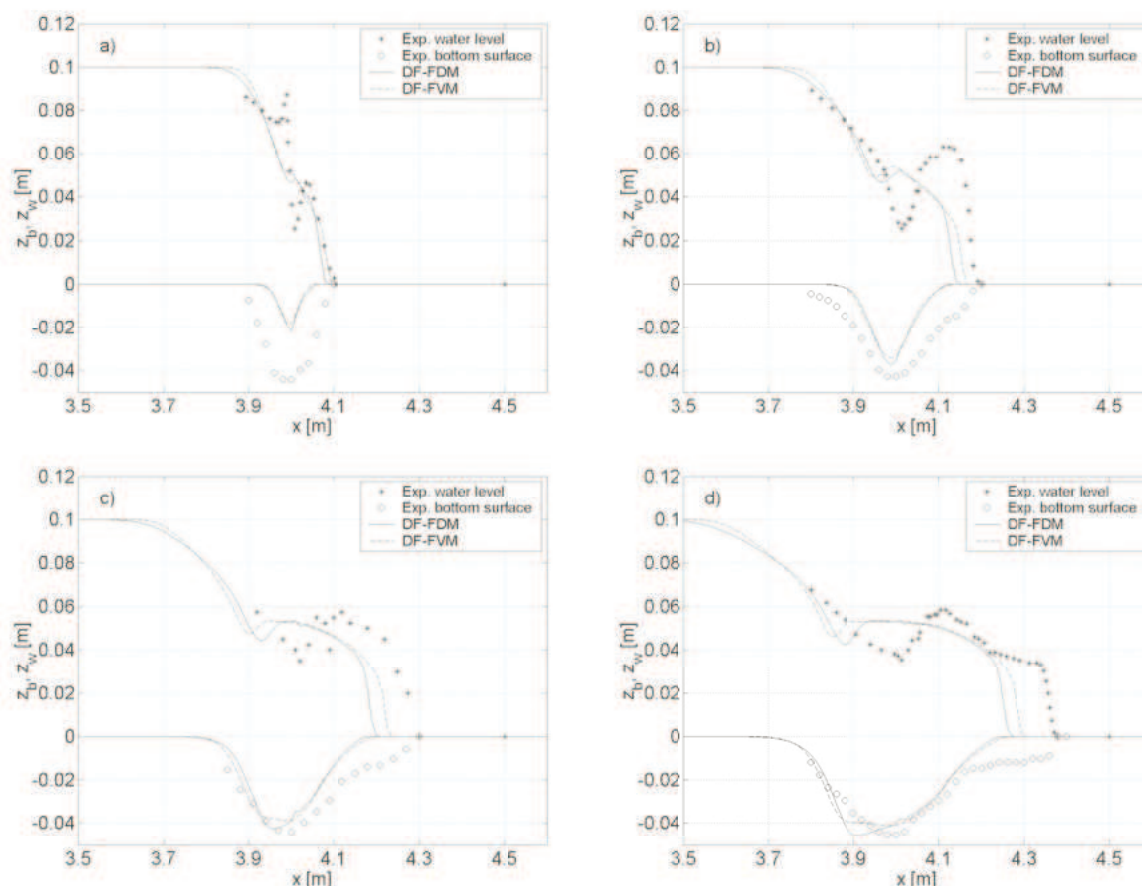 a)
Exp. water level
Exp. bottom surface
DF-FDM
DF-FVM
0.12
0.1
0.08
0.06
0.04
0.02
0
-0.02
-0.04
z_b, z_w [m]
3.5 3.7 3.9 4.1 4.3 4.5
x [m]
b)
Exp. water level
Exp. bottom surface
DF-FDM
DF-FVM
0.12
0.1
0.08
0.06
0.04
0.02
0
-0.02
-0.04
z_b, z_w [m]
3.5 3.7 3.9 4.1 4.3 4.5
x [m]
c)
Exp. water level
Exp. bottom surface
DF-FDM
DF-FVM
0.12
0.1
0.08
0.06
0.04
0.02
0
-0.02
-0.04
z_b, z_w [m]
3.5 3.7 3.9 4.1 4.3 4.5
x [m]
d)
Exp. water level
Exp. bottom surface
DF-FDM
DF-FVM
0.12
0.1
0.08
0.06
0.04
0.02
0
-0.02
-0.04
z_b, z_w [m]
3.5 3.7 3.9 4.1 4.3 4.5
x [m]